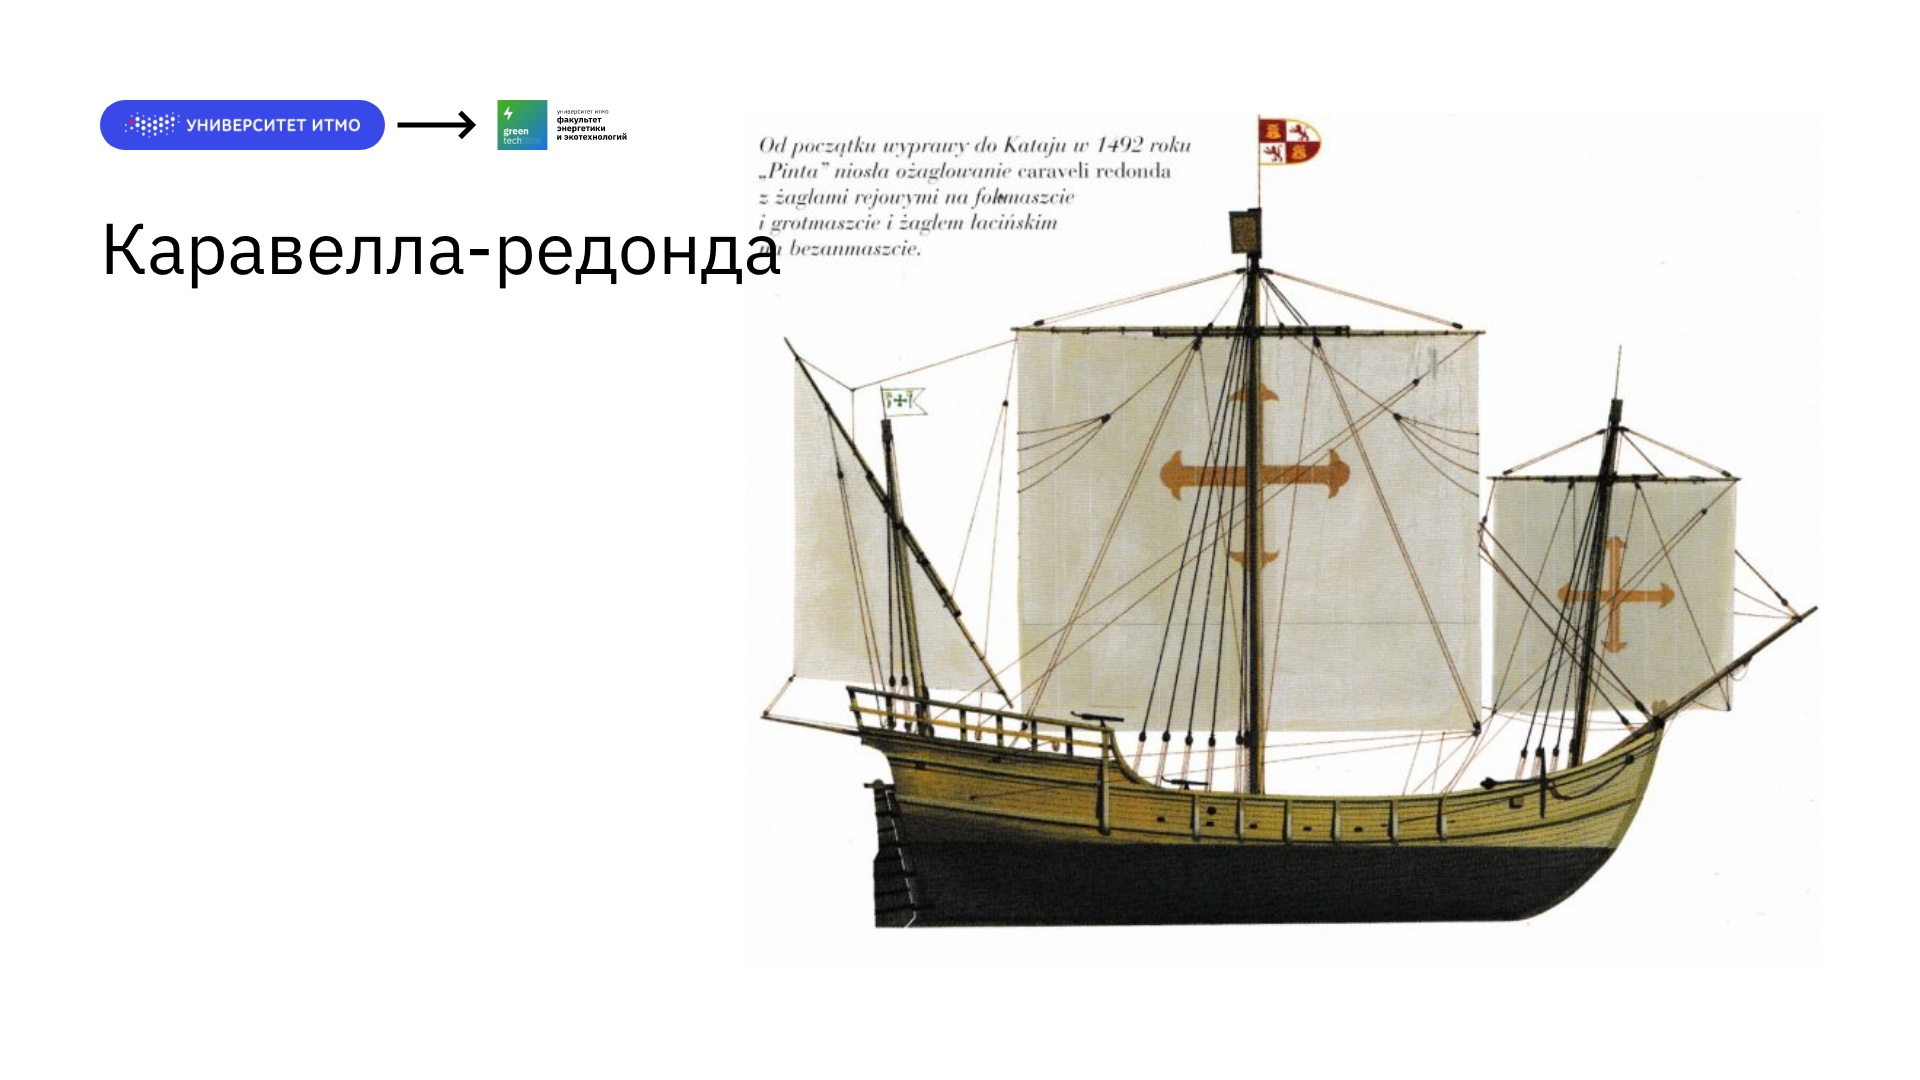 УНИВЕРСИТЕТ ИТМО
green
tech
университет итмо
факультет
энергетики
и экотехнологий
Каравелла-редонда
Od początku wyprawy do Kataju w 1492 roku
„Pinta” niosła ożaglowanie caraveli redonda
z żaglami rejowymi na fokmaszcie
i grotmaszcie i żaglem łacińskim
bezanmaszcie.